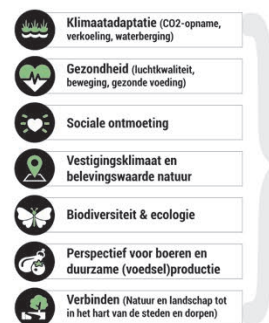 Klimaatadaptatie (CO2-opname,
verkoeling, waterberging)
Gezondheid (luchtkwaliteit,
beweging, gezonde voeding)
Sociale ontmoeting
Vestigingsklimaat en
belevingswaarde natuur
Biodiversiteit & ecologie
Perspectief voor boeren en
duurzame (voedsel)productie
Verbinden (Natuur en landschap tot
in het hart van de steden en dorpen)